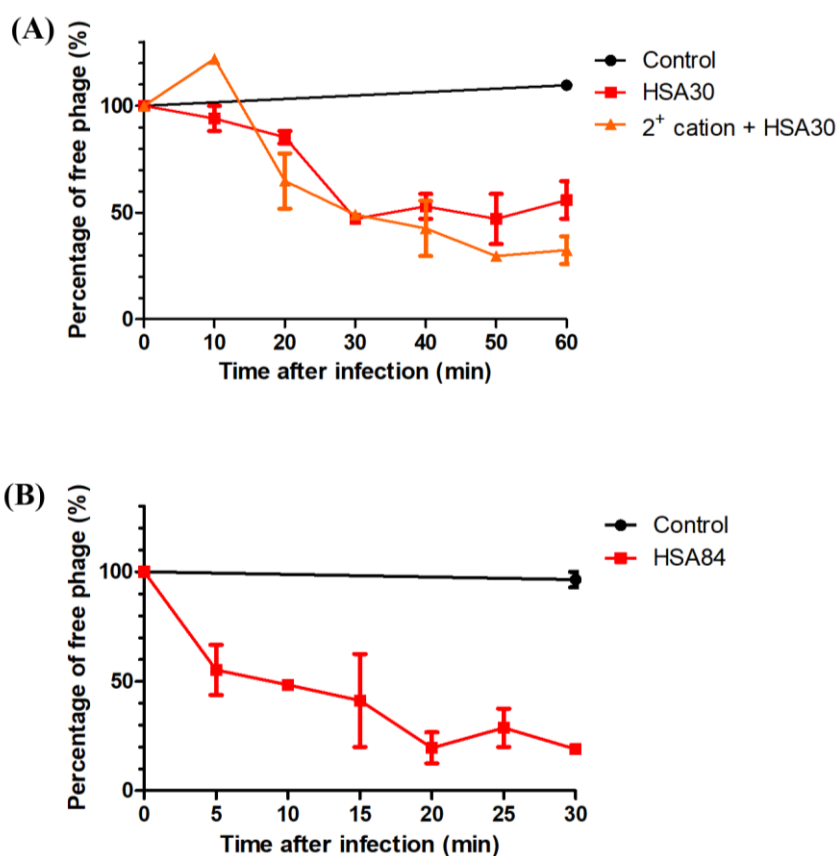 (A)
Percentage of free phage (%)
100
50
0
0 10 20 30 40 50 60
Time after infection (min)
Control
HSA30
2⁺ cation + HSA30
(B)
Percentage of free phage (%)
100
50
0
0 5 10 15 20 25 30
Time after infection (min)
Control
HSA84